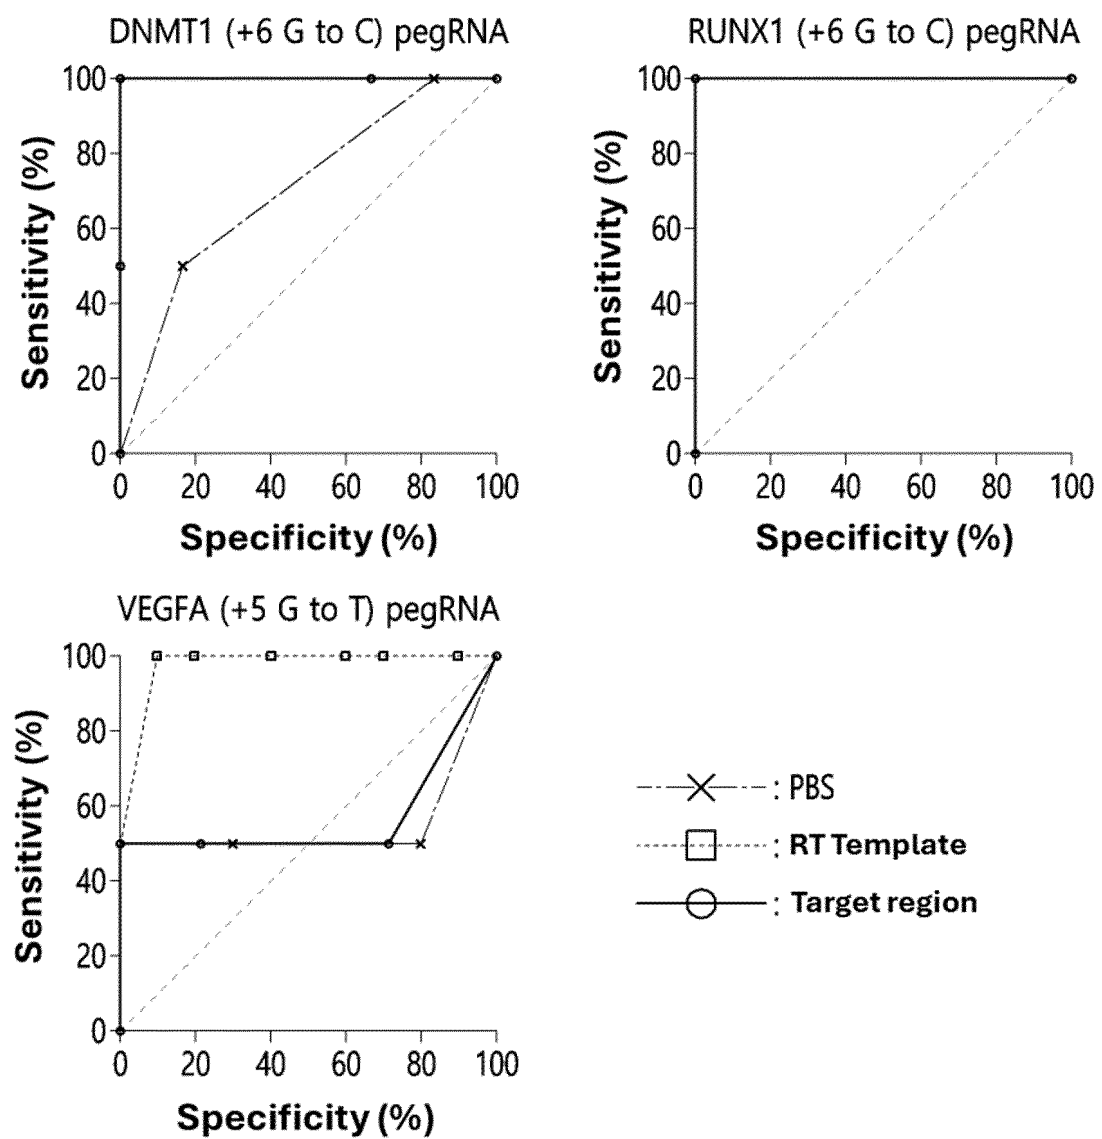 DNMT1 (+6 G to C) pegRNA
100
80
60
40
20
0
Sensitivity (%)
0 20 40 60 80 100
Specificity (%)
RUNX1 (+6 G to C) pegRNA
100
80
60
40
20
0
Sensitivity (%)
0 20 40 60 80 100
Specificity (%)
VEGFA (+5 G to T) pegRNA
100
80
60
40
20
0
Sensitivity (%)
0 20 40 60 80 100
Specificity (%)
: PBS
: RT Template
: Target region